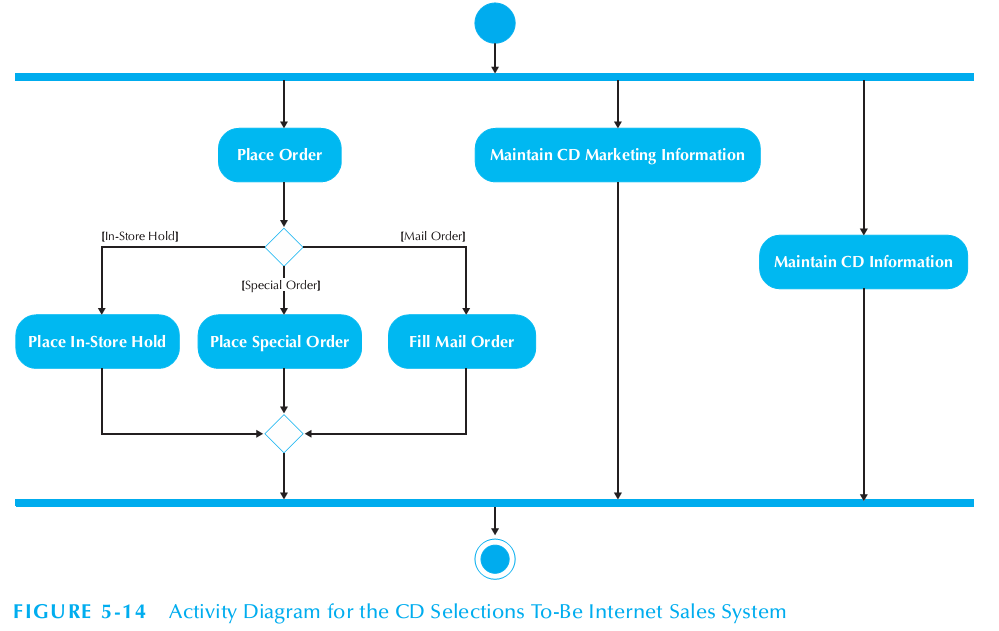 Place Order
Maintain CD Marketing Information
[In-Store Hold]
[Mail Order]
Maintain CD Information
[Special Order]
Place In-Store Hold
Place Special Order
Fill Mail Order
FIGURE 5-14 Activity Diagram for the CD Selections To-Be Internet Sales System